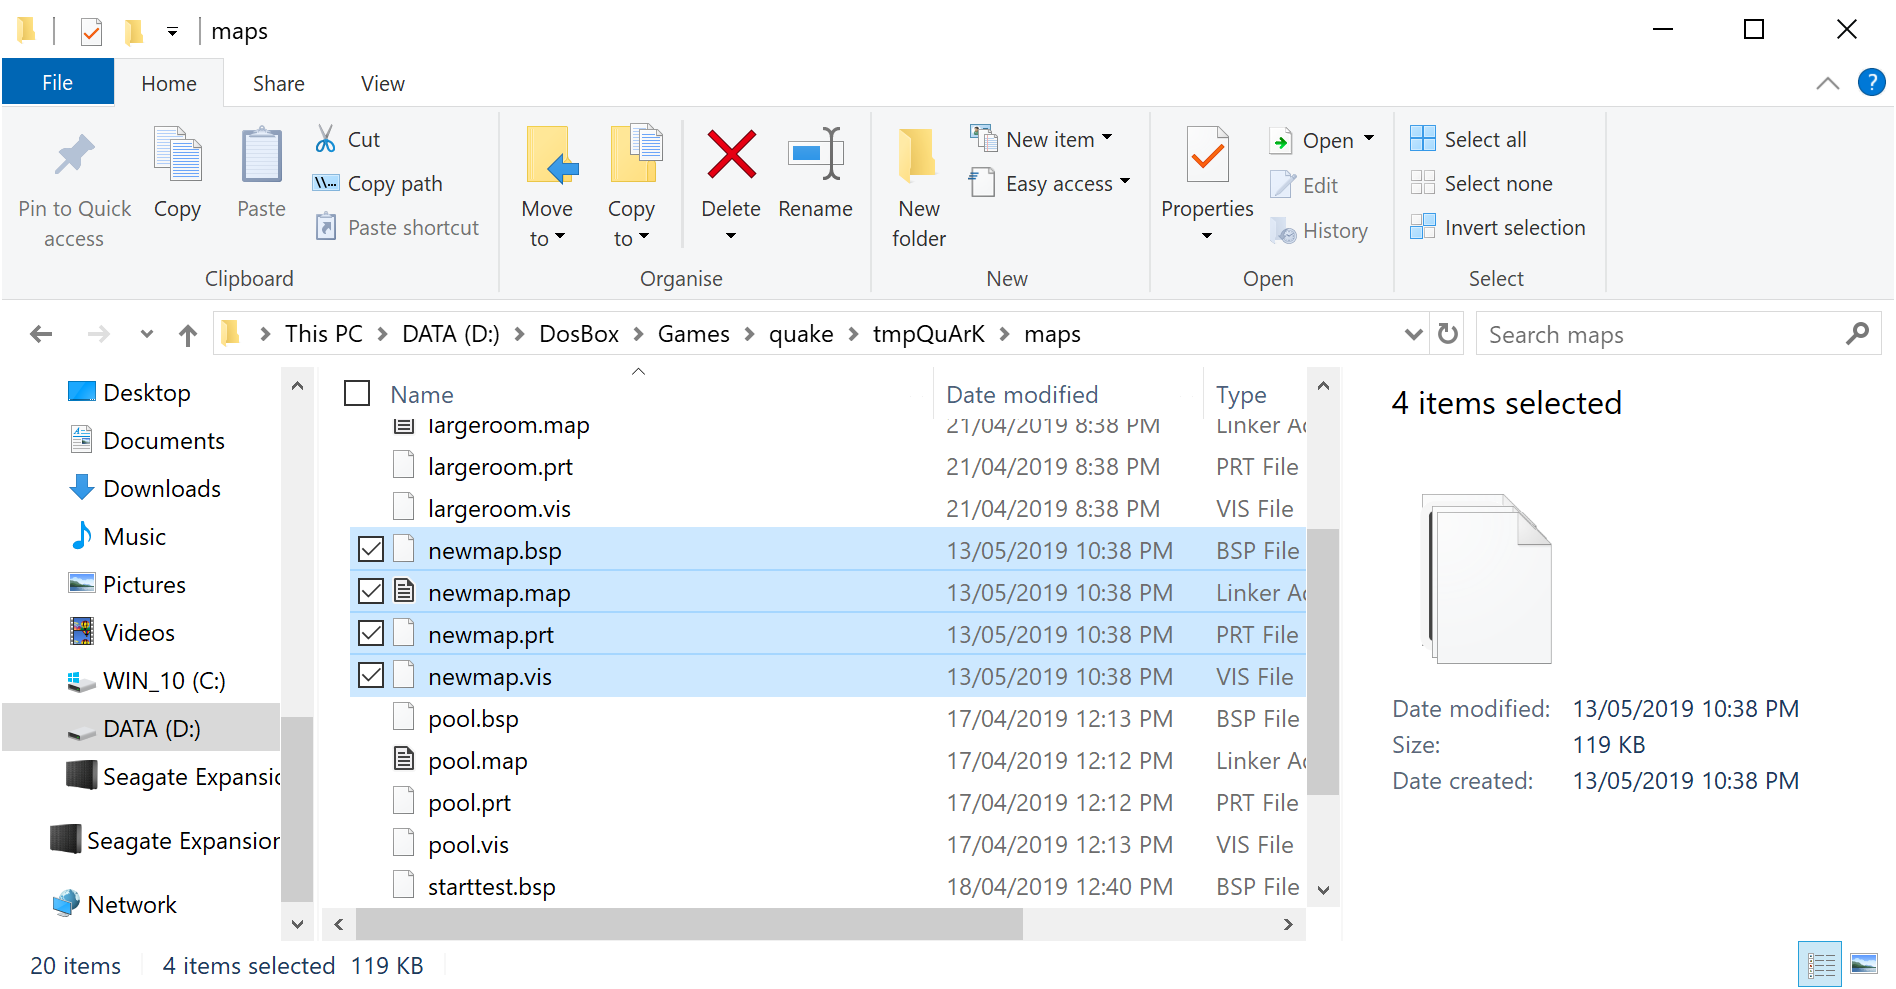 maps
File Home Share View
Pin to Quick access
Copy
Paste
Cut
Copy path
Paste shortcut
Clipboard
Move to
Copy to
Delete
Rename
Organise
New folder
New item
Easy access
New
Properties
Open
Edit
History
Open
Select all
Select none
Invert selection
Select
This PC DATA (D:) DosBox Games quake tmpQuArK maps
Search maps
Desktop
Documents
Downloads
Music
Pictures
Videos
WIN_10 (C:)
DATA (D:)
Seagate Expansio
Seagate Expansion
Network
Name Date modified Type
largeroom.map 21/04/2019 8:38 PM Linker Ad
largeroom.prt 21/04/2019 8:38 PM PRT File
largeroom.vis 21/04/2019 8:38 PM VIS File
newmap.bsp 13/05/2019 10:38 PM BSP File
newmap.map 13/05/2019 10:38 PM Linker Ad
newmap.prt 13/05/2019 10:38 PM PRT File
newmap.vis 13/05/2019 10:38 PM VIS File
pool.bsp 17/04/2019 12:13 PM BSP File
pool.map 17/04/2019 12:12 PM Linker Ad
pool.prt 17/04/2019 12:12 PM PRT File
pool.vis 17/04/2019 12:13 PM VIS File
starttest.bsp 18/04/2019 12:40 PM BSP File
4 items selected
Date modified: 13/05/2019 10:38 PM
Size: 119 KB
Date created: 13/05/2019 10:38 PM
20 items 4 items selected 119 KB